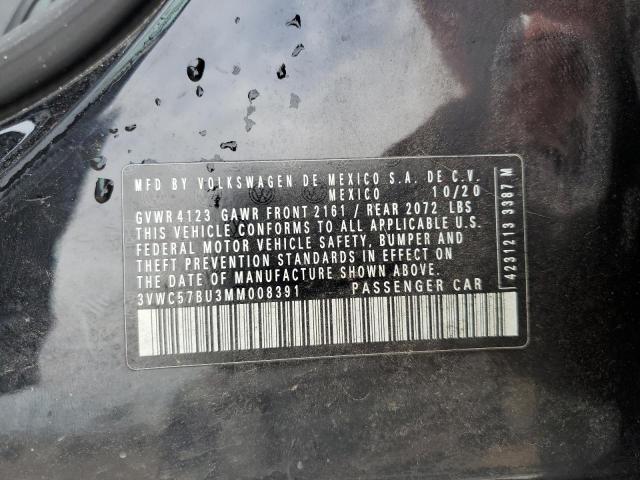 MFD BY VOLKSWAGEN DE MEXICO S.A. DE C.V.
MEXICO 10/20
GVWR 4123 GAWR FRONT 2161 / REAR 2072 LBS
THIS VEHICLE CONFORMS TO ALL APPLICABLE U.S.
FEDERAL MOTOR VEHICLE SAFETY, BUMPER AND
THEFT PREVENTION STANDARDS IN EFFECT ON
THE DATE OF MANUFACTURE SHOWN ABOVE.
3VWC57BU3MM008391 PASSENGER CAR
4231213 3387 M